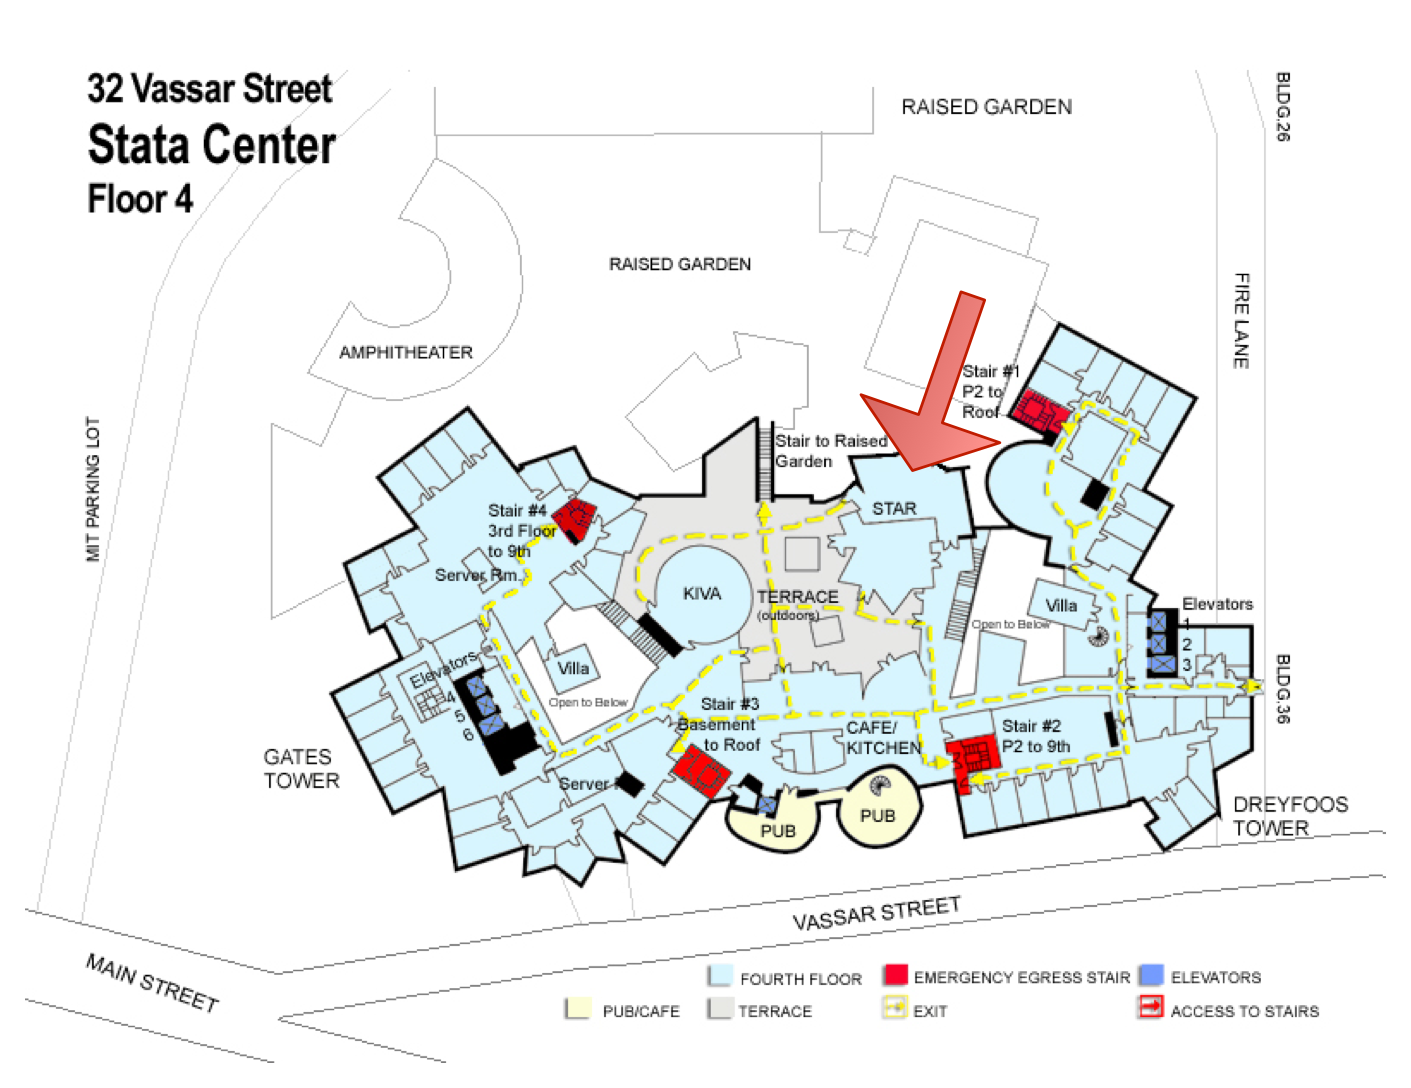 32 Vassar Street
Stata Center
Floor 4
RAISED GARDEN
BLDG.26
RAISED GARDEN
FIRE LANE
AMPHITHEATER
Stair #1
P2 to
Roof
MIT PARKING LOT
Stair to Raised
Garden
Stair #4
3rd Floor
to 9th
STAR
Server Rm.
KIVA
TERRACE
(outdoors)
Villa
Elevators
1
2
3
Open to Below
Elevators
4
5
6
Villa
Open to Below
BLDG.36
Stair #3
Basement
to Roof
CAFE/
KITCHEN
Stair #2
P2 to 9th
GATES
TOWER
Server
PUB
PUB
DREYFOOS
TOWER
VASSAR STREET
MAIN STREET
FOURTH FLOOR
EMERGENCY EGRESS STAIR
ELEVATORS
PUB/CAFE
TERRACE
EXIT
ACCESS TO STAIRS